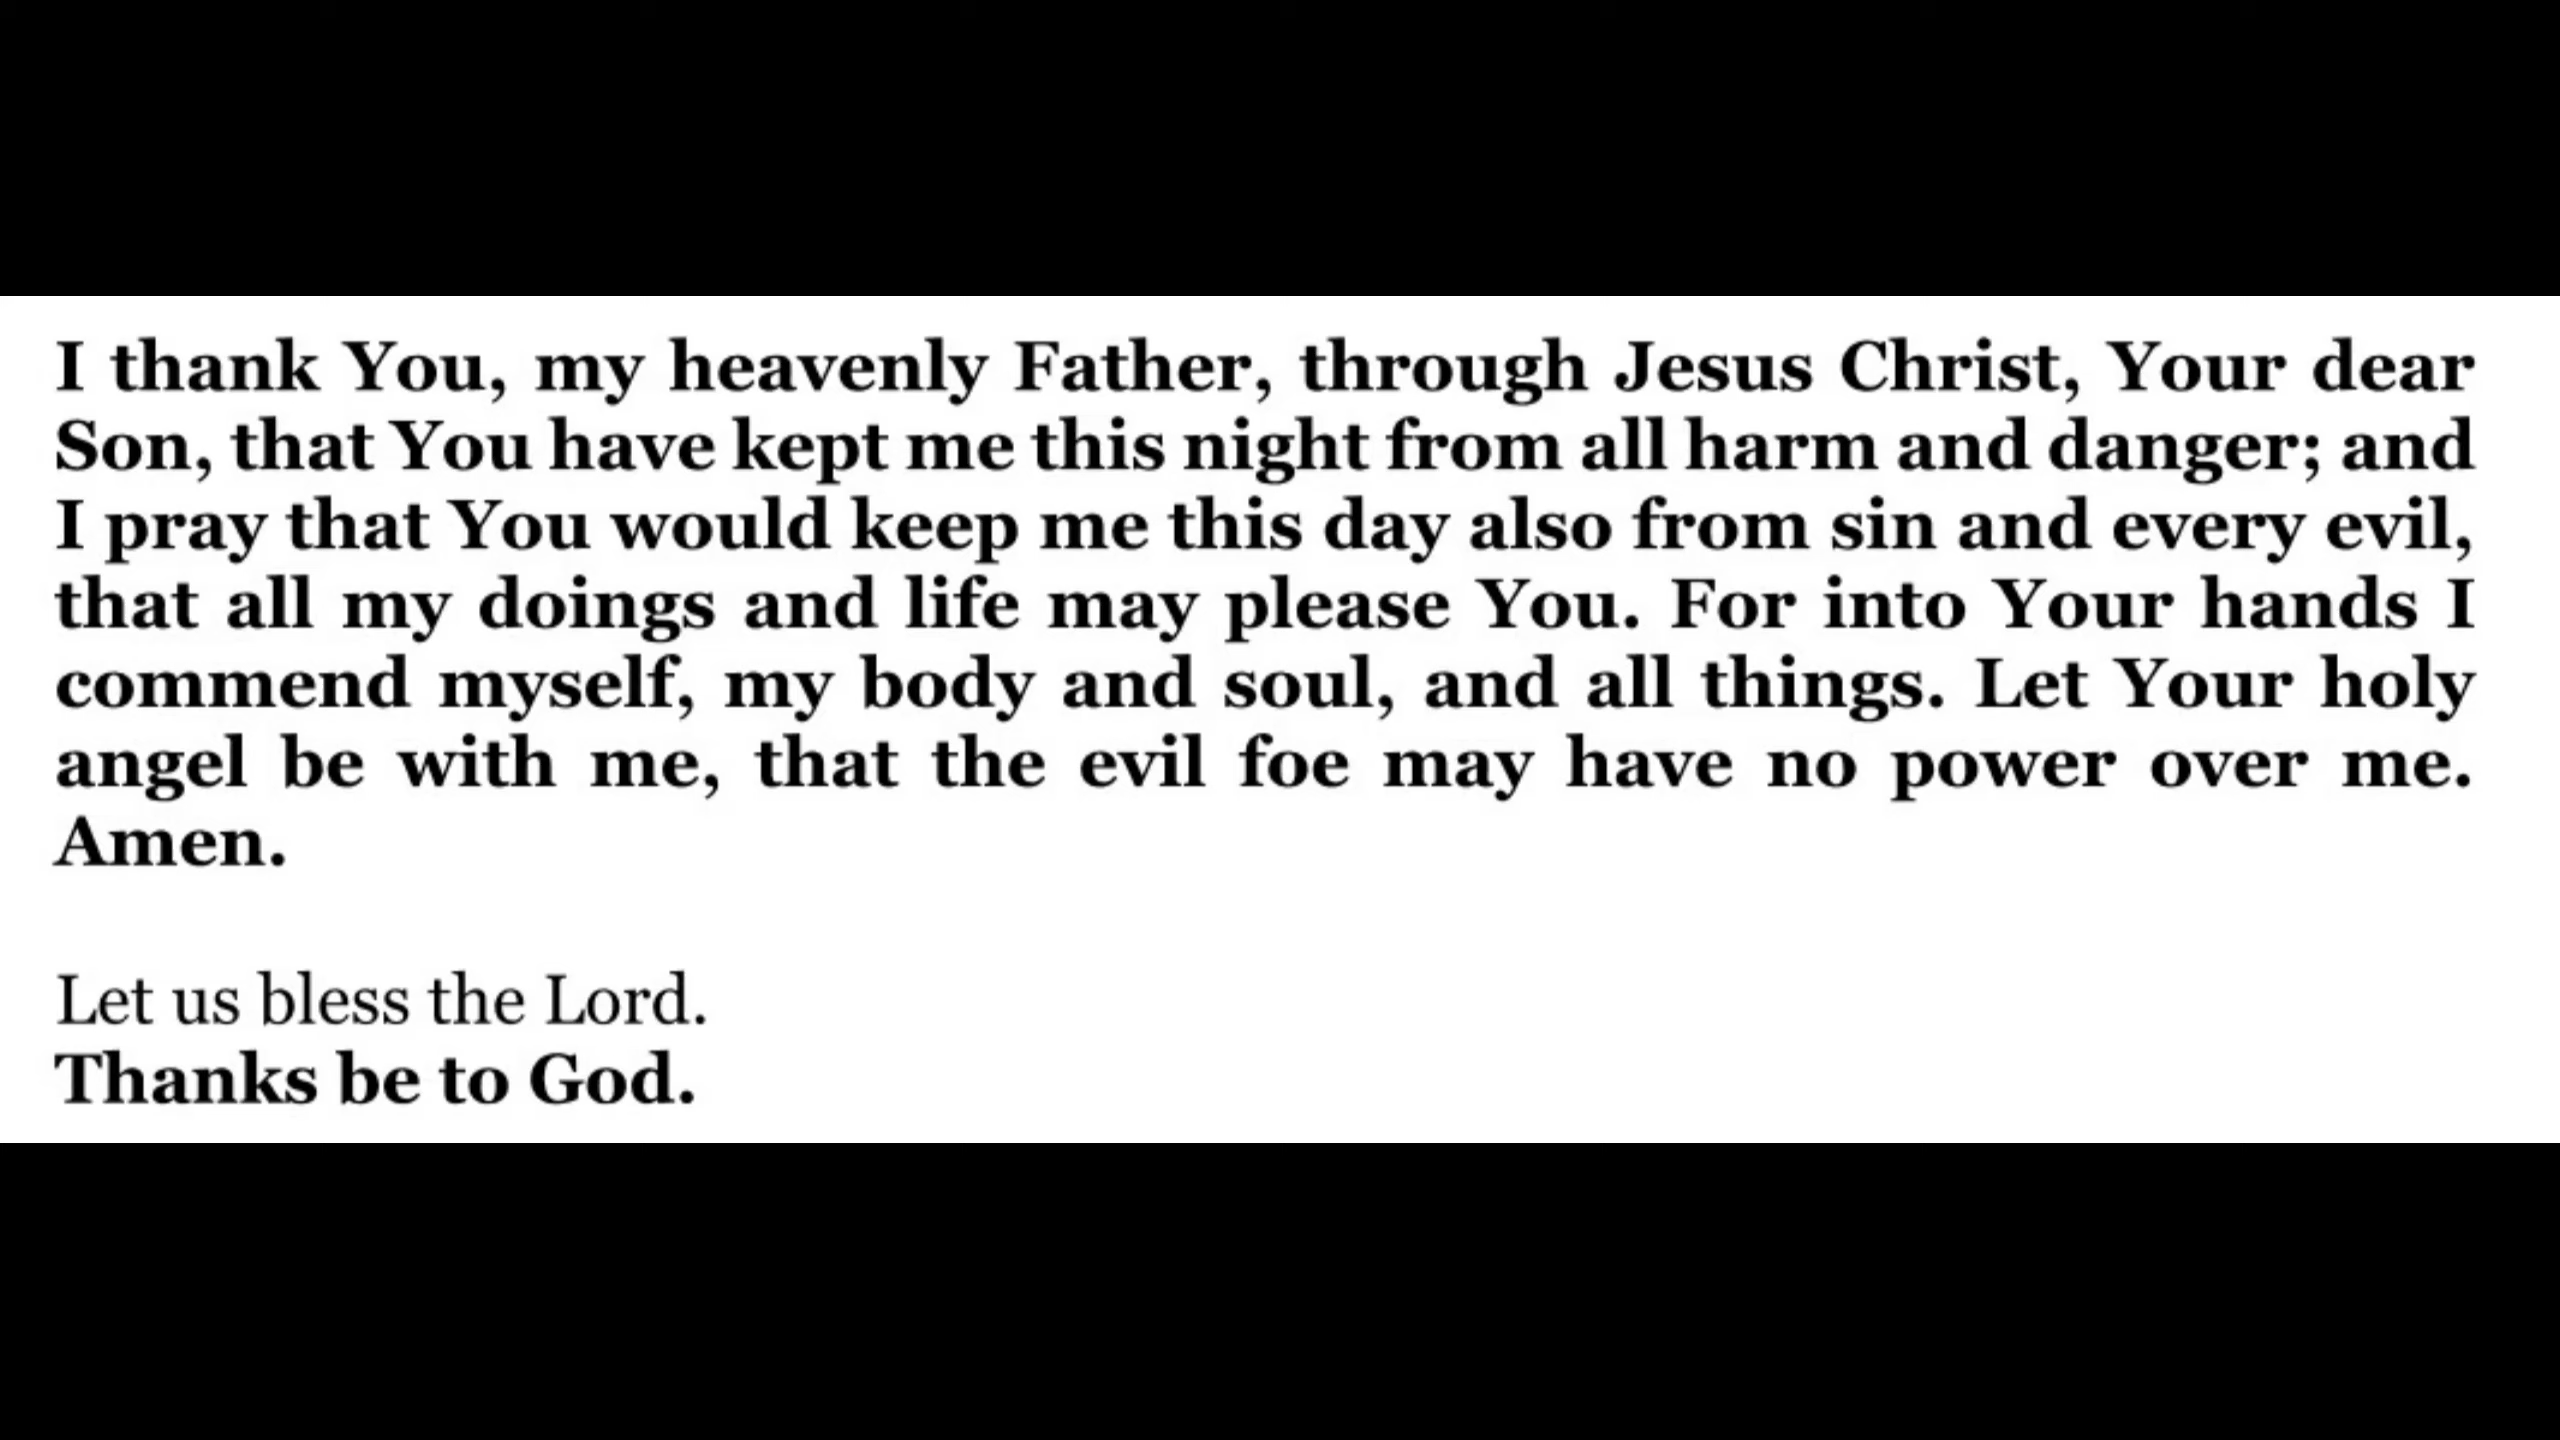 I thank You, my heavenly Father, through Jesus Christ, Your dear
Son, that You have kept me this night from all harm and danger; and
I pray that You would keep me this day also from sin and every evil,
that all my doings and life may please You. For into Your hands I
commend myself, my body and soul, and all things. Let Your holy
angel be with me, that the evil foe may have no power over me.
Amen.
Let us bless the Lord.
Thanks be to God.